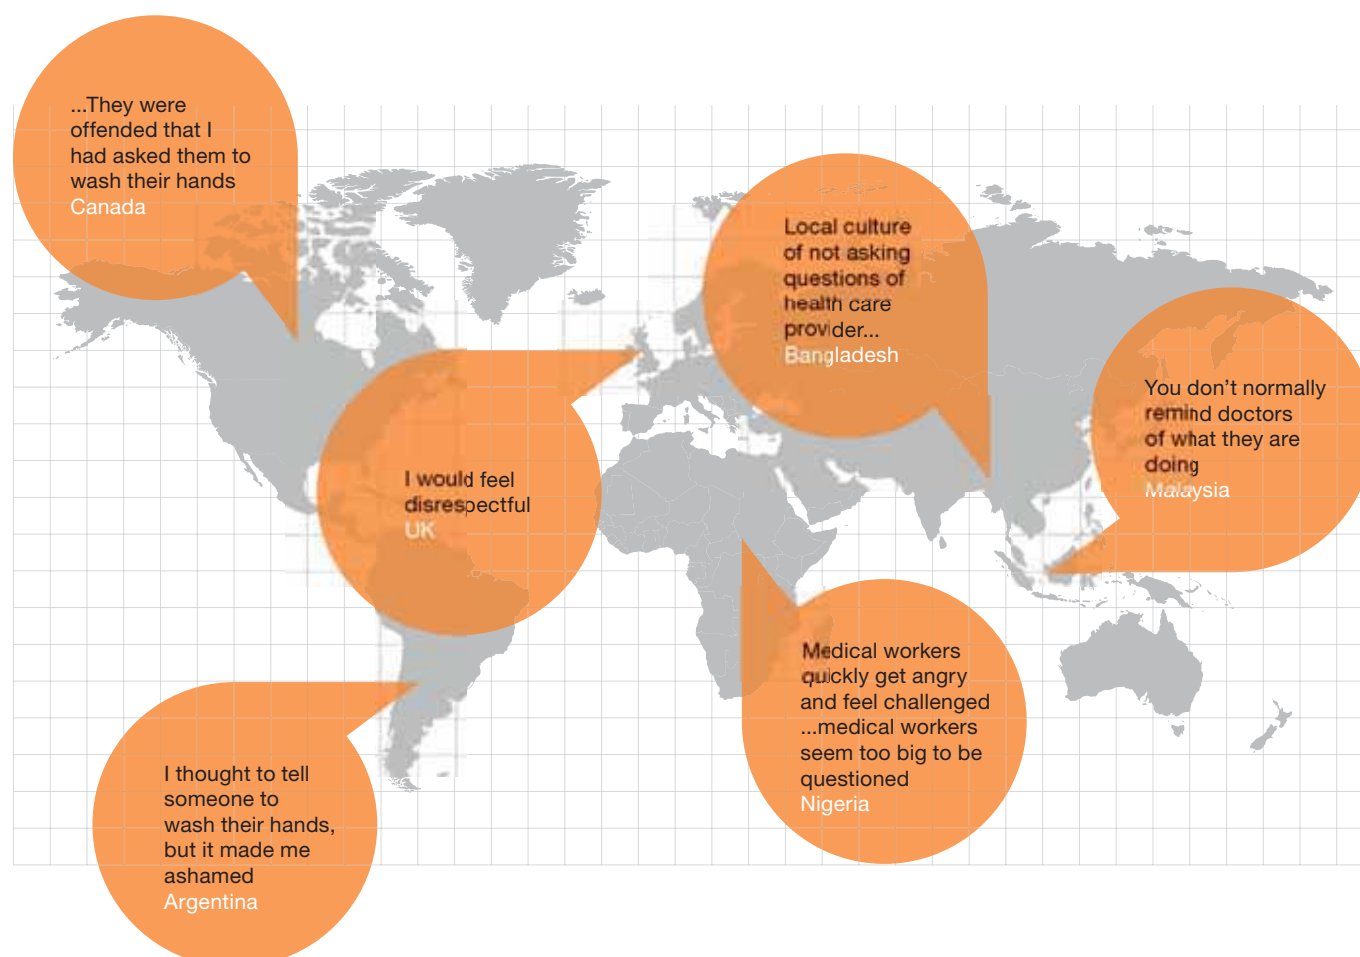 ...They were
offended that I
had asked them to
wash their hands
Canada
Local culture
of not asking
questions of
health care
provider...
Bangladesh
You don’t normally
remind doctors
of what they are
doing
Malaysia
I would feel
disrespectful
UK
Medical workers
quickly get angry
and feel challenged
...medical workers
seem too big to be
questioned
Nigeria
I thought to tell
someone to
wash their hands,
but it made me
ashamed
Argentina